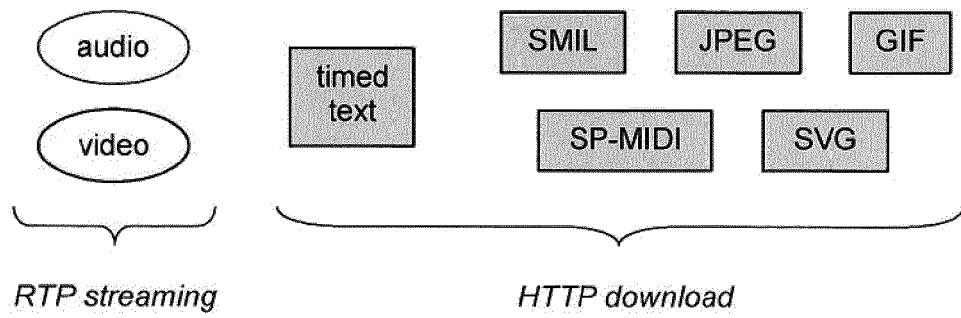 audio
video
timed
text
SMIL
JPEG
GIF
SP-MIDI
SVG
RTP streaming
HTTP download